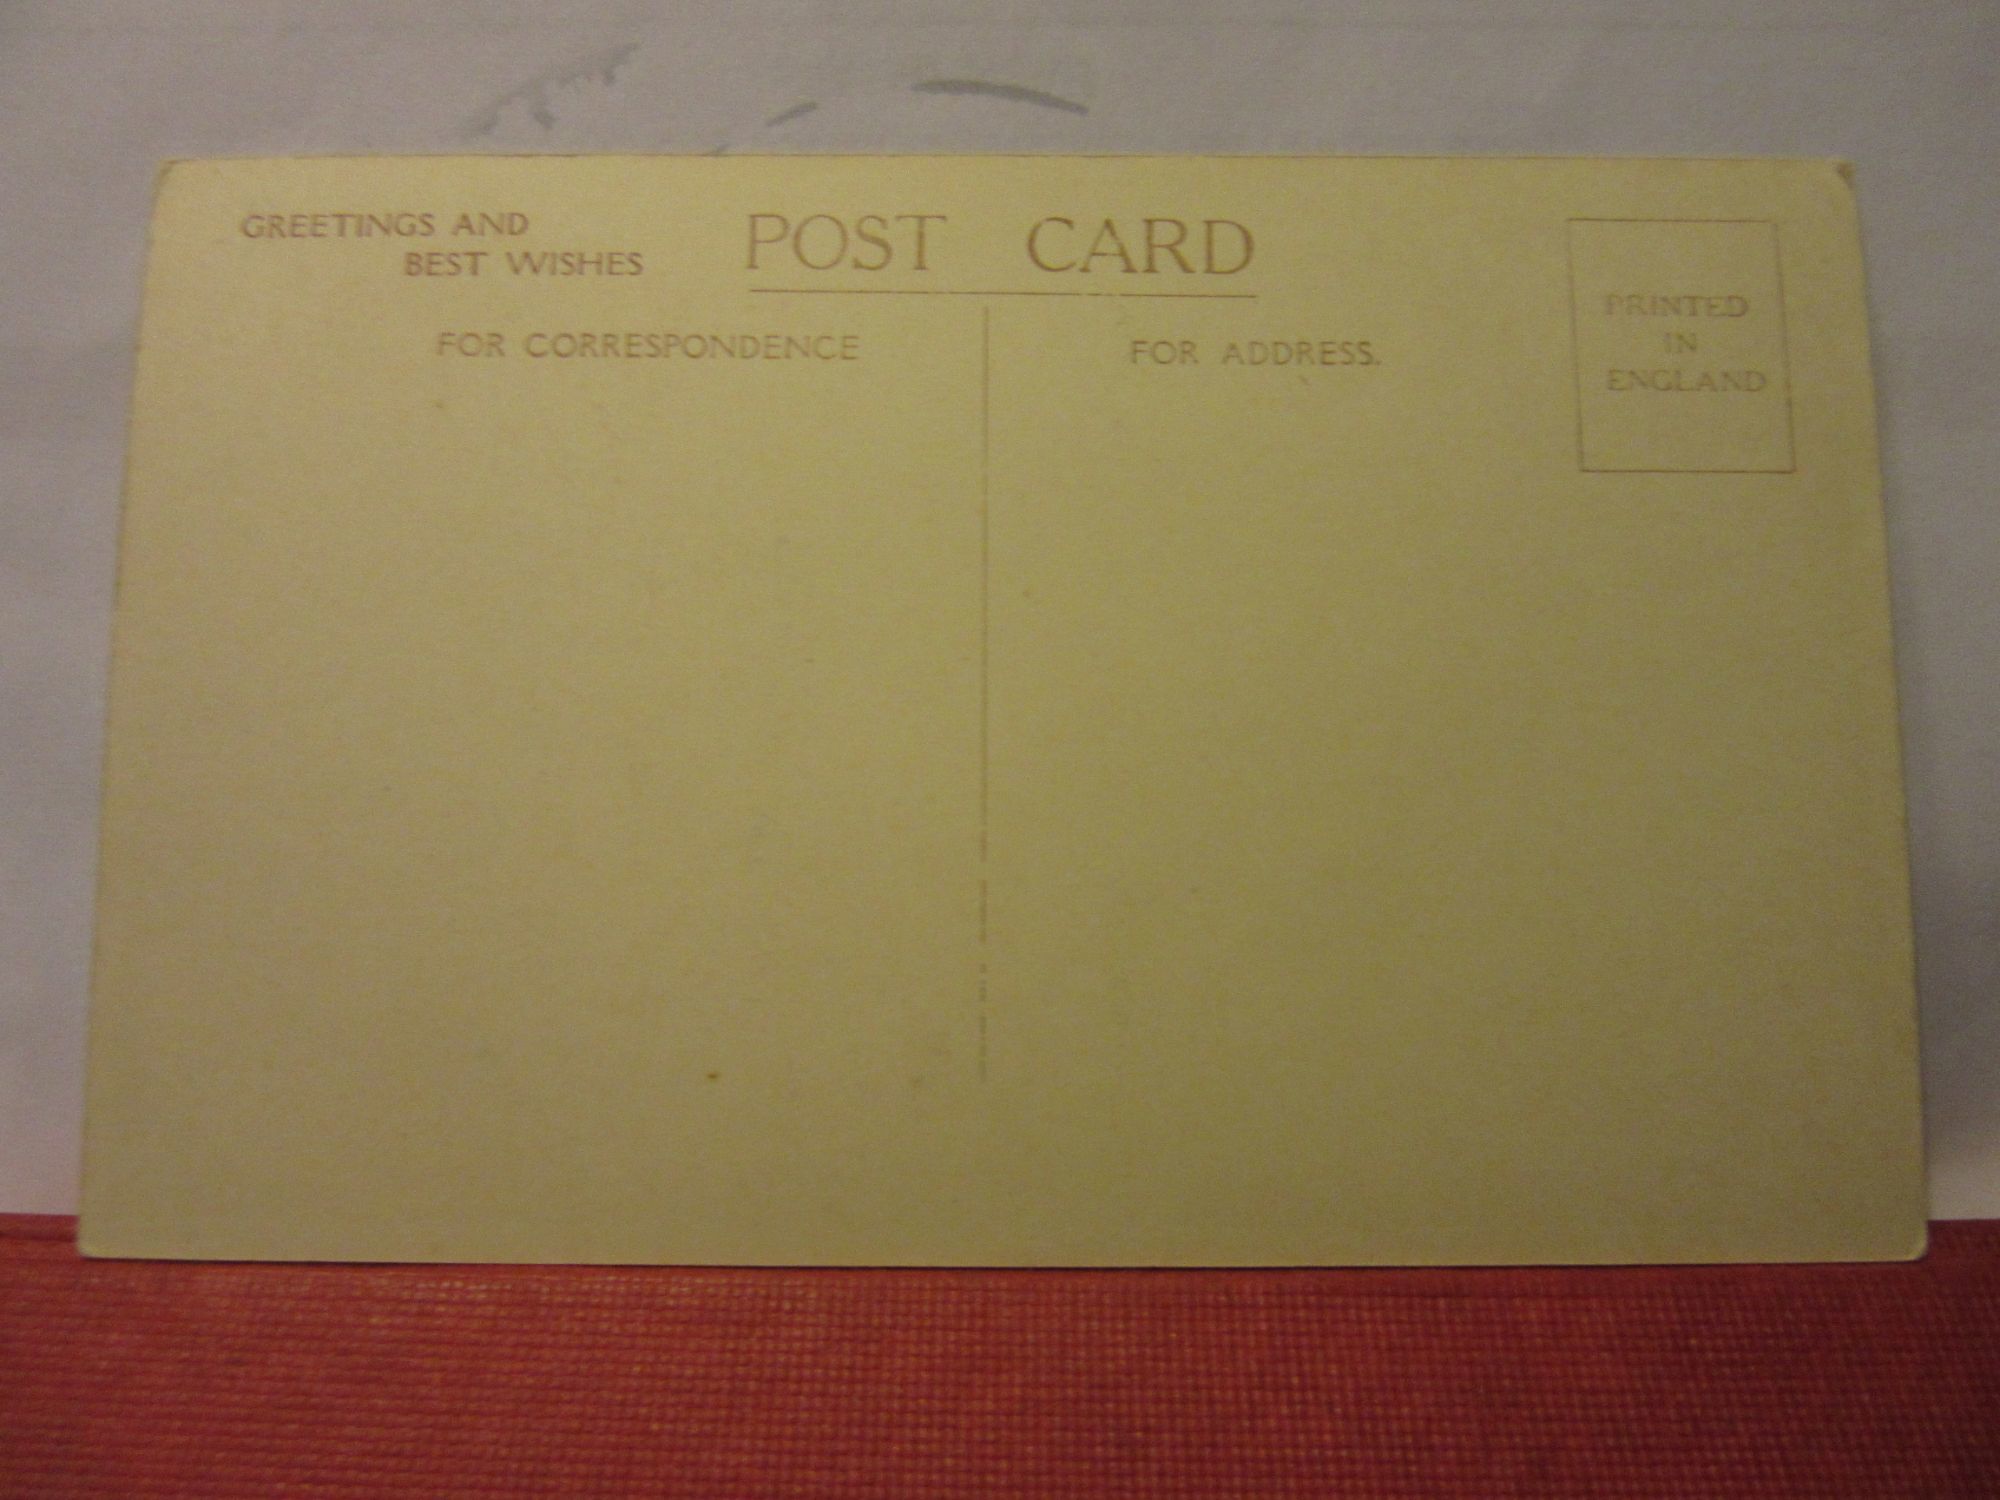 GREETINGS AND
BEST WISHES
POST CARD
FOR CORRESPONDENCE
FOR ADDRESS.
PRINTED
IN
ENGLAND